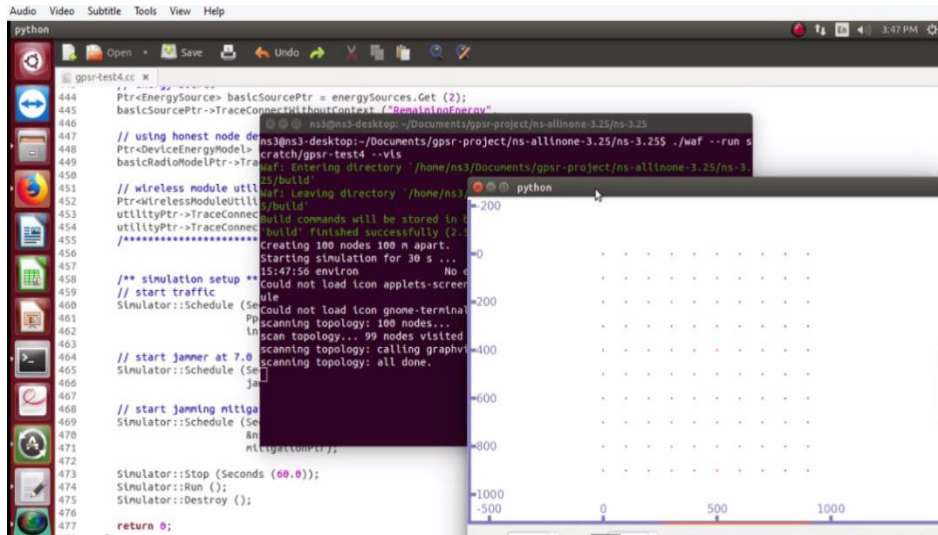 Audio Video Subtitle Tools View Help
python
En
3:47 PM
Open Save Undo
gpsr-test4.cc
444 Ptr<EnergySource> basicSourcePtr = energySources.Get (2);
445 basicSourcePtr->TraceConnectWithoutContext ("RemainingEnergy",
446
447 // using honest node de
448 Ptr<DeviceEnergyModel>
449 basicRadioModelPtr->Tra
450
451 // wireless module util
452 Ptr<WirelessModuleUtili
453 utilityPtr->TraceConnec
454 utilityPtr->TraceConnec
455 /***********************
456
457
458 /** simulation setup **
459 // start traffic
460 Simulator::Schedule (Se
461
462 in
463
464 // start jammer at 7.0
465 Simulator::Schedule (Se
466 ja
467
468 // start jamming mitiga
469 Simulator::Schedule (Se
470 &n
471 mitigationPtr);
472
473 Simulator::Stop (Seconds (60.0));
474 Simulator::Run ();
475 Simulator::Destroy ();
476
477 return 0;
ns3@ns3-desktop: ~/Documents/gpsr-project/ns-allinone-3.25/ns-3.25
ns3@ns3-desktop:~/Documents/gpsr-project/ns-allinone-3.25/ns-3.25$ ./waf --run s
cratch/gpsr-test4 --vis
Waf: Entering directory `/home/ns3/Documents/gpsr-project/ns-allinone-3.25/ns-3.
25/build'
Waf: Leaving directory `/home/ns3/
5/build'
Build commands will be stored in b
'build' finished successfully (2.5
Creating 100 nodes 100 m apart.
Starting simulation for 30 s ...
15:47:56 environ No e
Could not load icon applets-screen
ule
Could not load icon gnome-terminal
scanning topology: 100 nodes...
scan topology... 99 nodes visited
scanning topology: calling graphvi
scanning topology: all done.
python
-200
0
200
400
600
800
1000
-500 0 500 1000